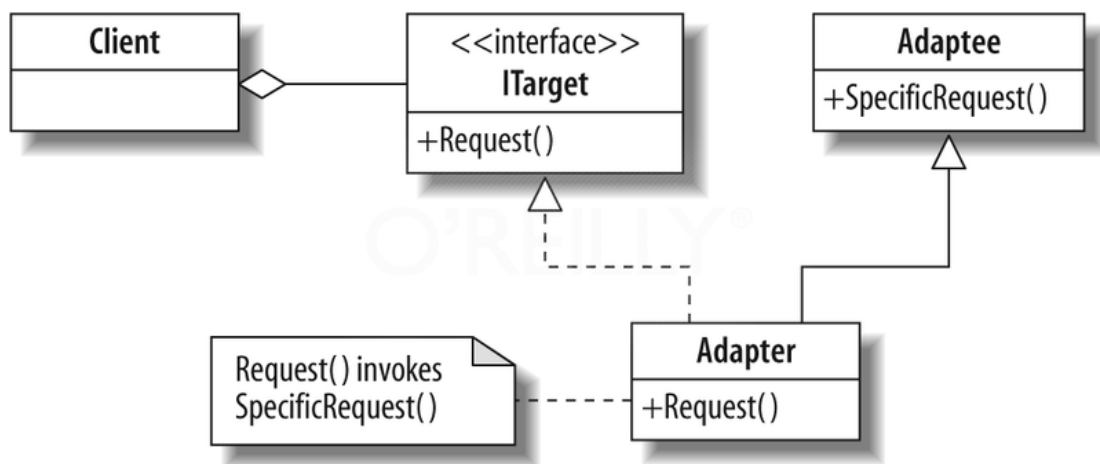 Client
<<interface>>
ITarget
+Request()
Adaptee
+SpecificRequest()
O'REILLY®
Request() invokes
SpecificRequest()
Adapter
+Request()